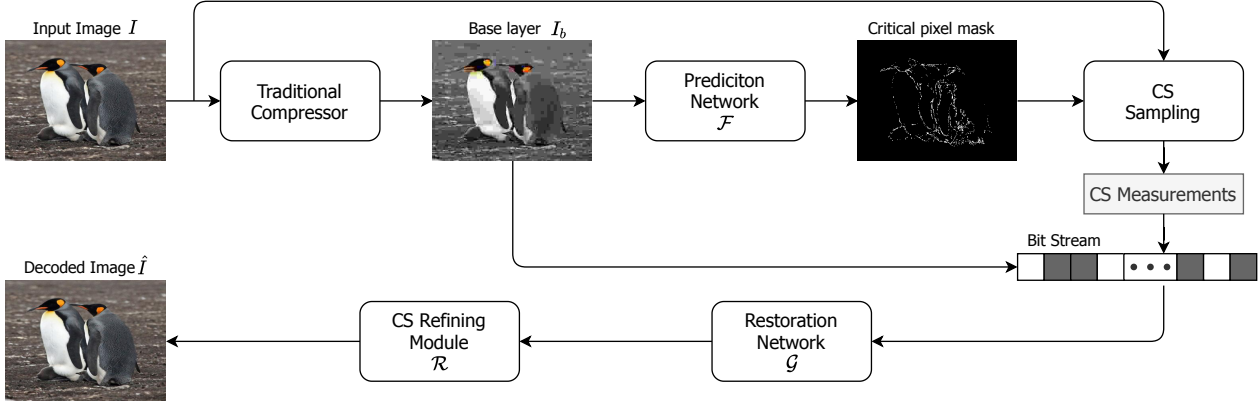 Input Image I
Base layer I_b
Critical pixel mask
Traditional
Compressor
Prediciton
Network
F
CS
Sampling
CS Measurements
Bit Stream
Decoded Image Î
CS Refining
Module
R
Restoration
Network
G